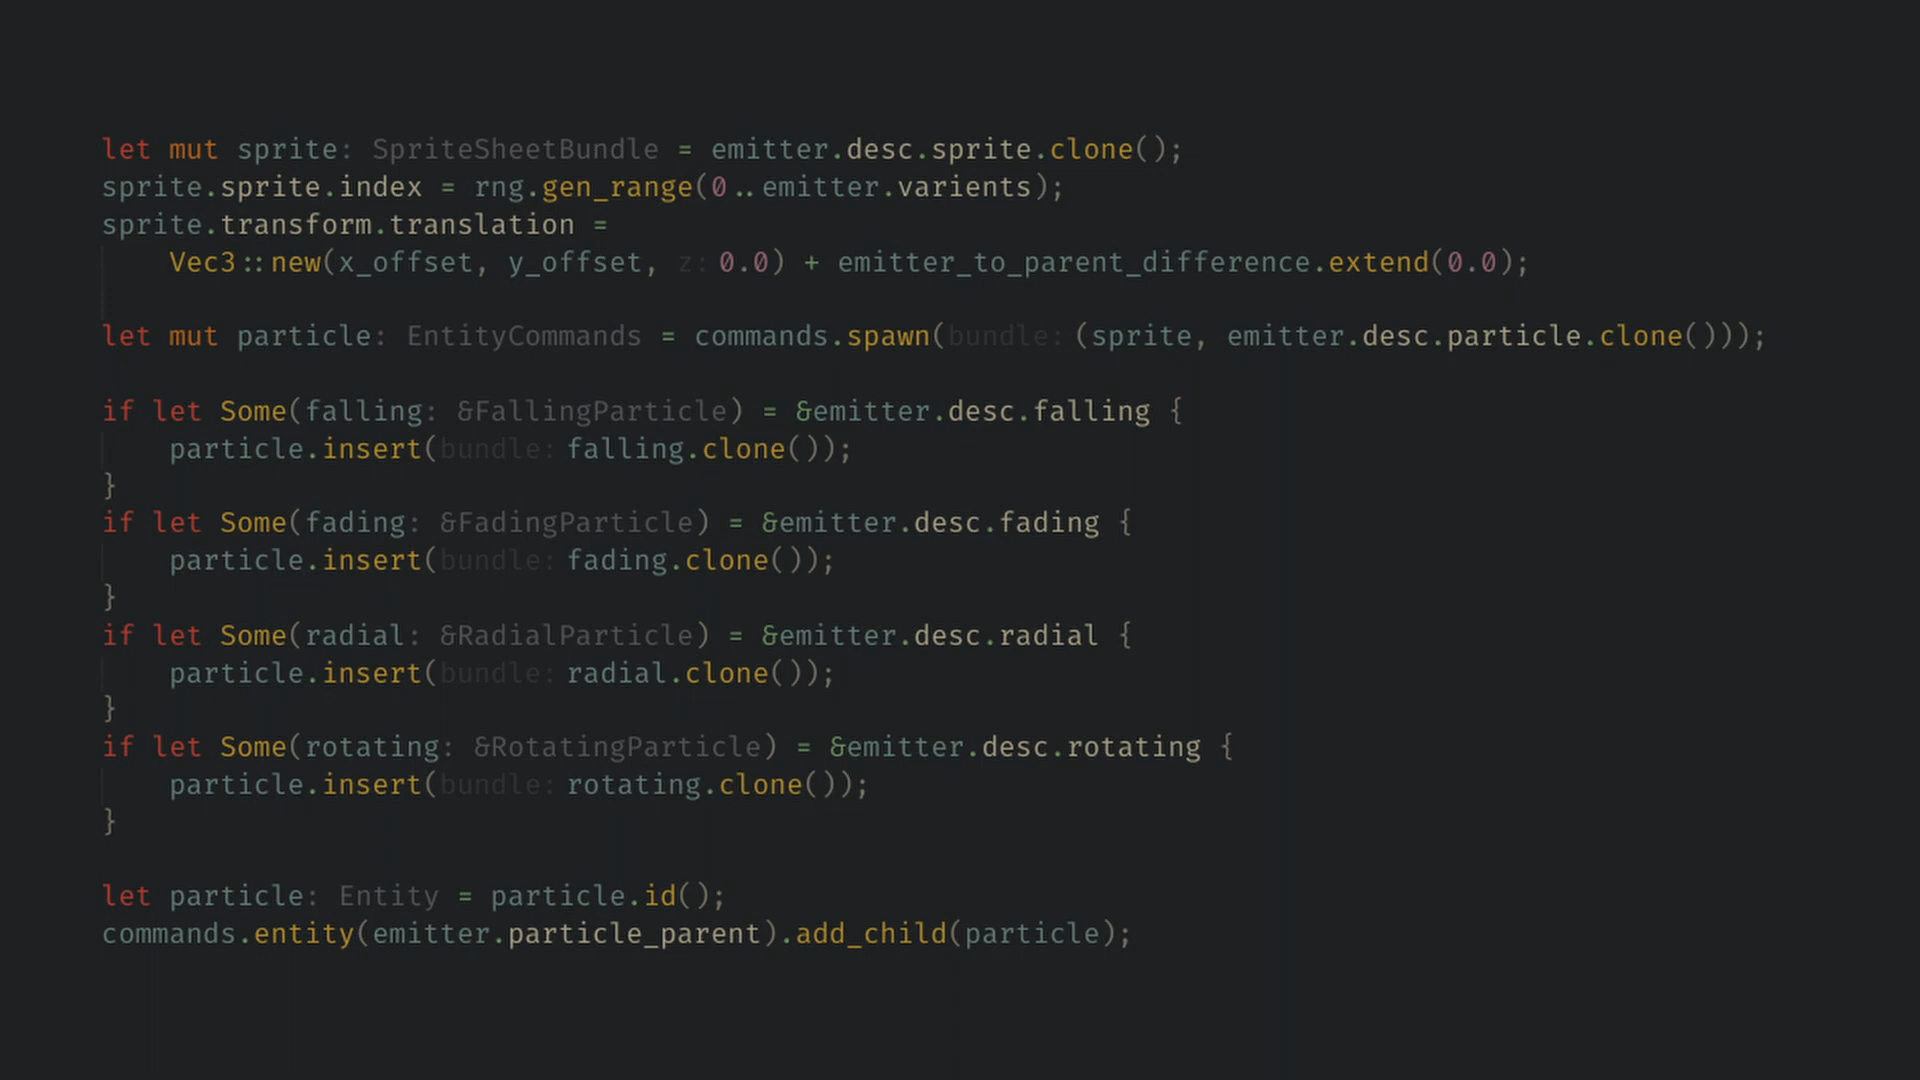 let mut sprite: SpriteSheetBundle = emitter.desc.sprite.clone();
sprite.sprite.index = rng.gen_range(0..emitter.varients);
sprite.transform.translation =
    Vec3::new(x_offset, y_offset, z: 0.0) + emitter_to_parent_difference.extend(0.0);

let mut particle: EntityCommands = commands.spawn(bundle: (sprite, emitter.desc.particle.clone()));

if let Some(falling: &FallingParticle) = &emitter.desc.falling {
    particle.insert(bundle: falling.clone());
}
if let Some(fading: &FadingParticle) = &emitter.desc.fading {
    particle.insert(bundle: fading.clone());
}
if let Some(radial: &RadialParticle) = &emitter.desc.radial {
    particle.insert(bundle: radial.clone());
}
if let Some(rotating: &RotatingParticle) = &emitter.desc.rotating {
    particle.insert(bundle: rotating.clone());
}

let particle: Entity = particle.id();
commands.entity(emitter.particle_parent).add_child(particle);